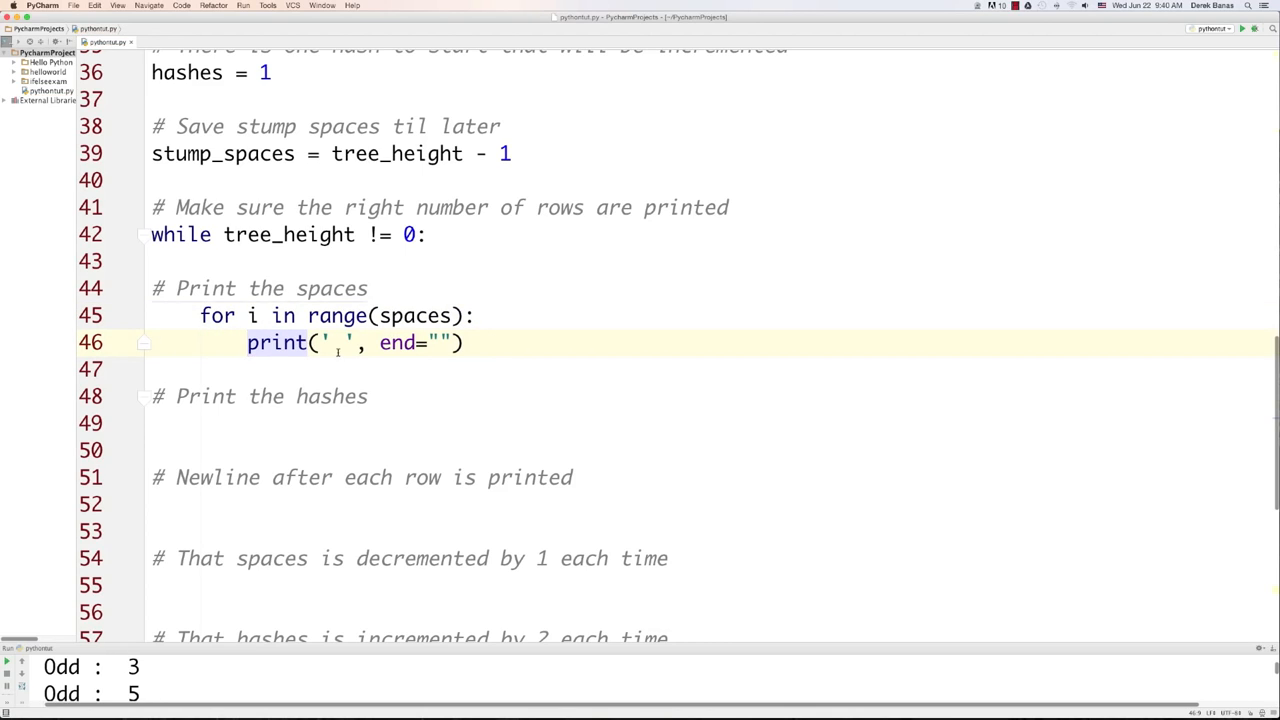 PyCharm File Edit View Navigate Code Refactor Run Tools VCS Window Help 10 Wed Jun 22 9:40 AM Derek Banas
pythontut.py - PycharmProjects - [~/PycharmProjects]
PycharmProjects pythontut.py pythontut
pythontut.py ×
PycharmProject
Hello Python
helloworld
ifelseexam
pythontut.py
External Librarie
35 # There is one hash to start that will be incremented
36 hashes = 1
37
38 # Save stump spaces til later
39 stump_spaces = tree_height - 1
40
41 # Make sure the right number of rows are printed
42 while tree_height != 0:
43
44 # Print the spaces
45 for i in range(spaces):
46 print(' ', end="")
47
48 # Print the hashes
49
50
51 # Newline after each row is printed
52
53
54 # That spaces is decremented by 1 each time
55
56
57 # That hashes is incremented by 2 each time
Run pythontut
Odd : 3
Odd : 5
46:9 LF÷ UTF-8÷